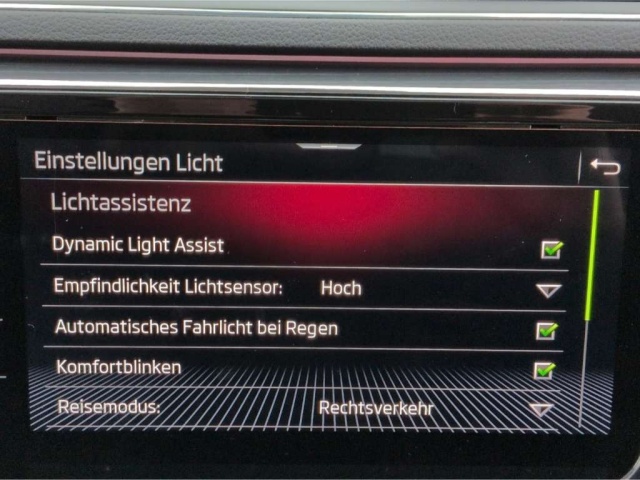 Einstellungen Licht
Lichtassistenz
Dynamic Light Assist
Empfindlichkeit Lichtsensor: Hoch
Automatisches Fahrlicht bei Regen
Komfortblinken
Reisemodus: Rechtsverkehr